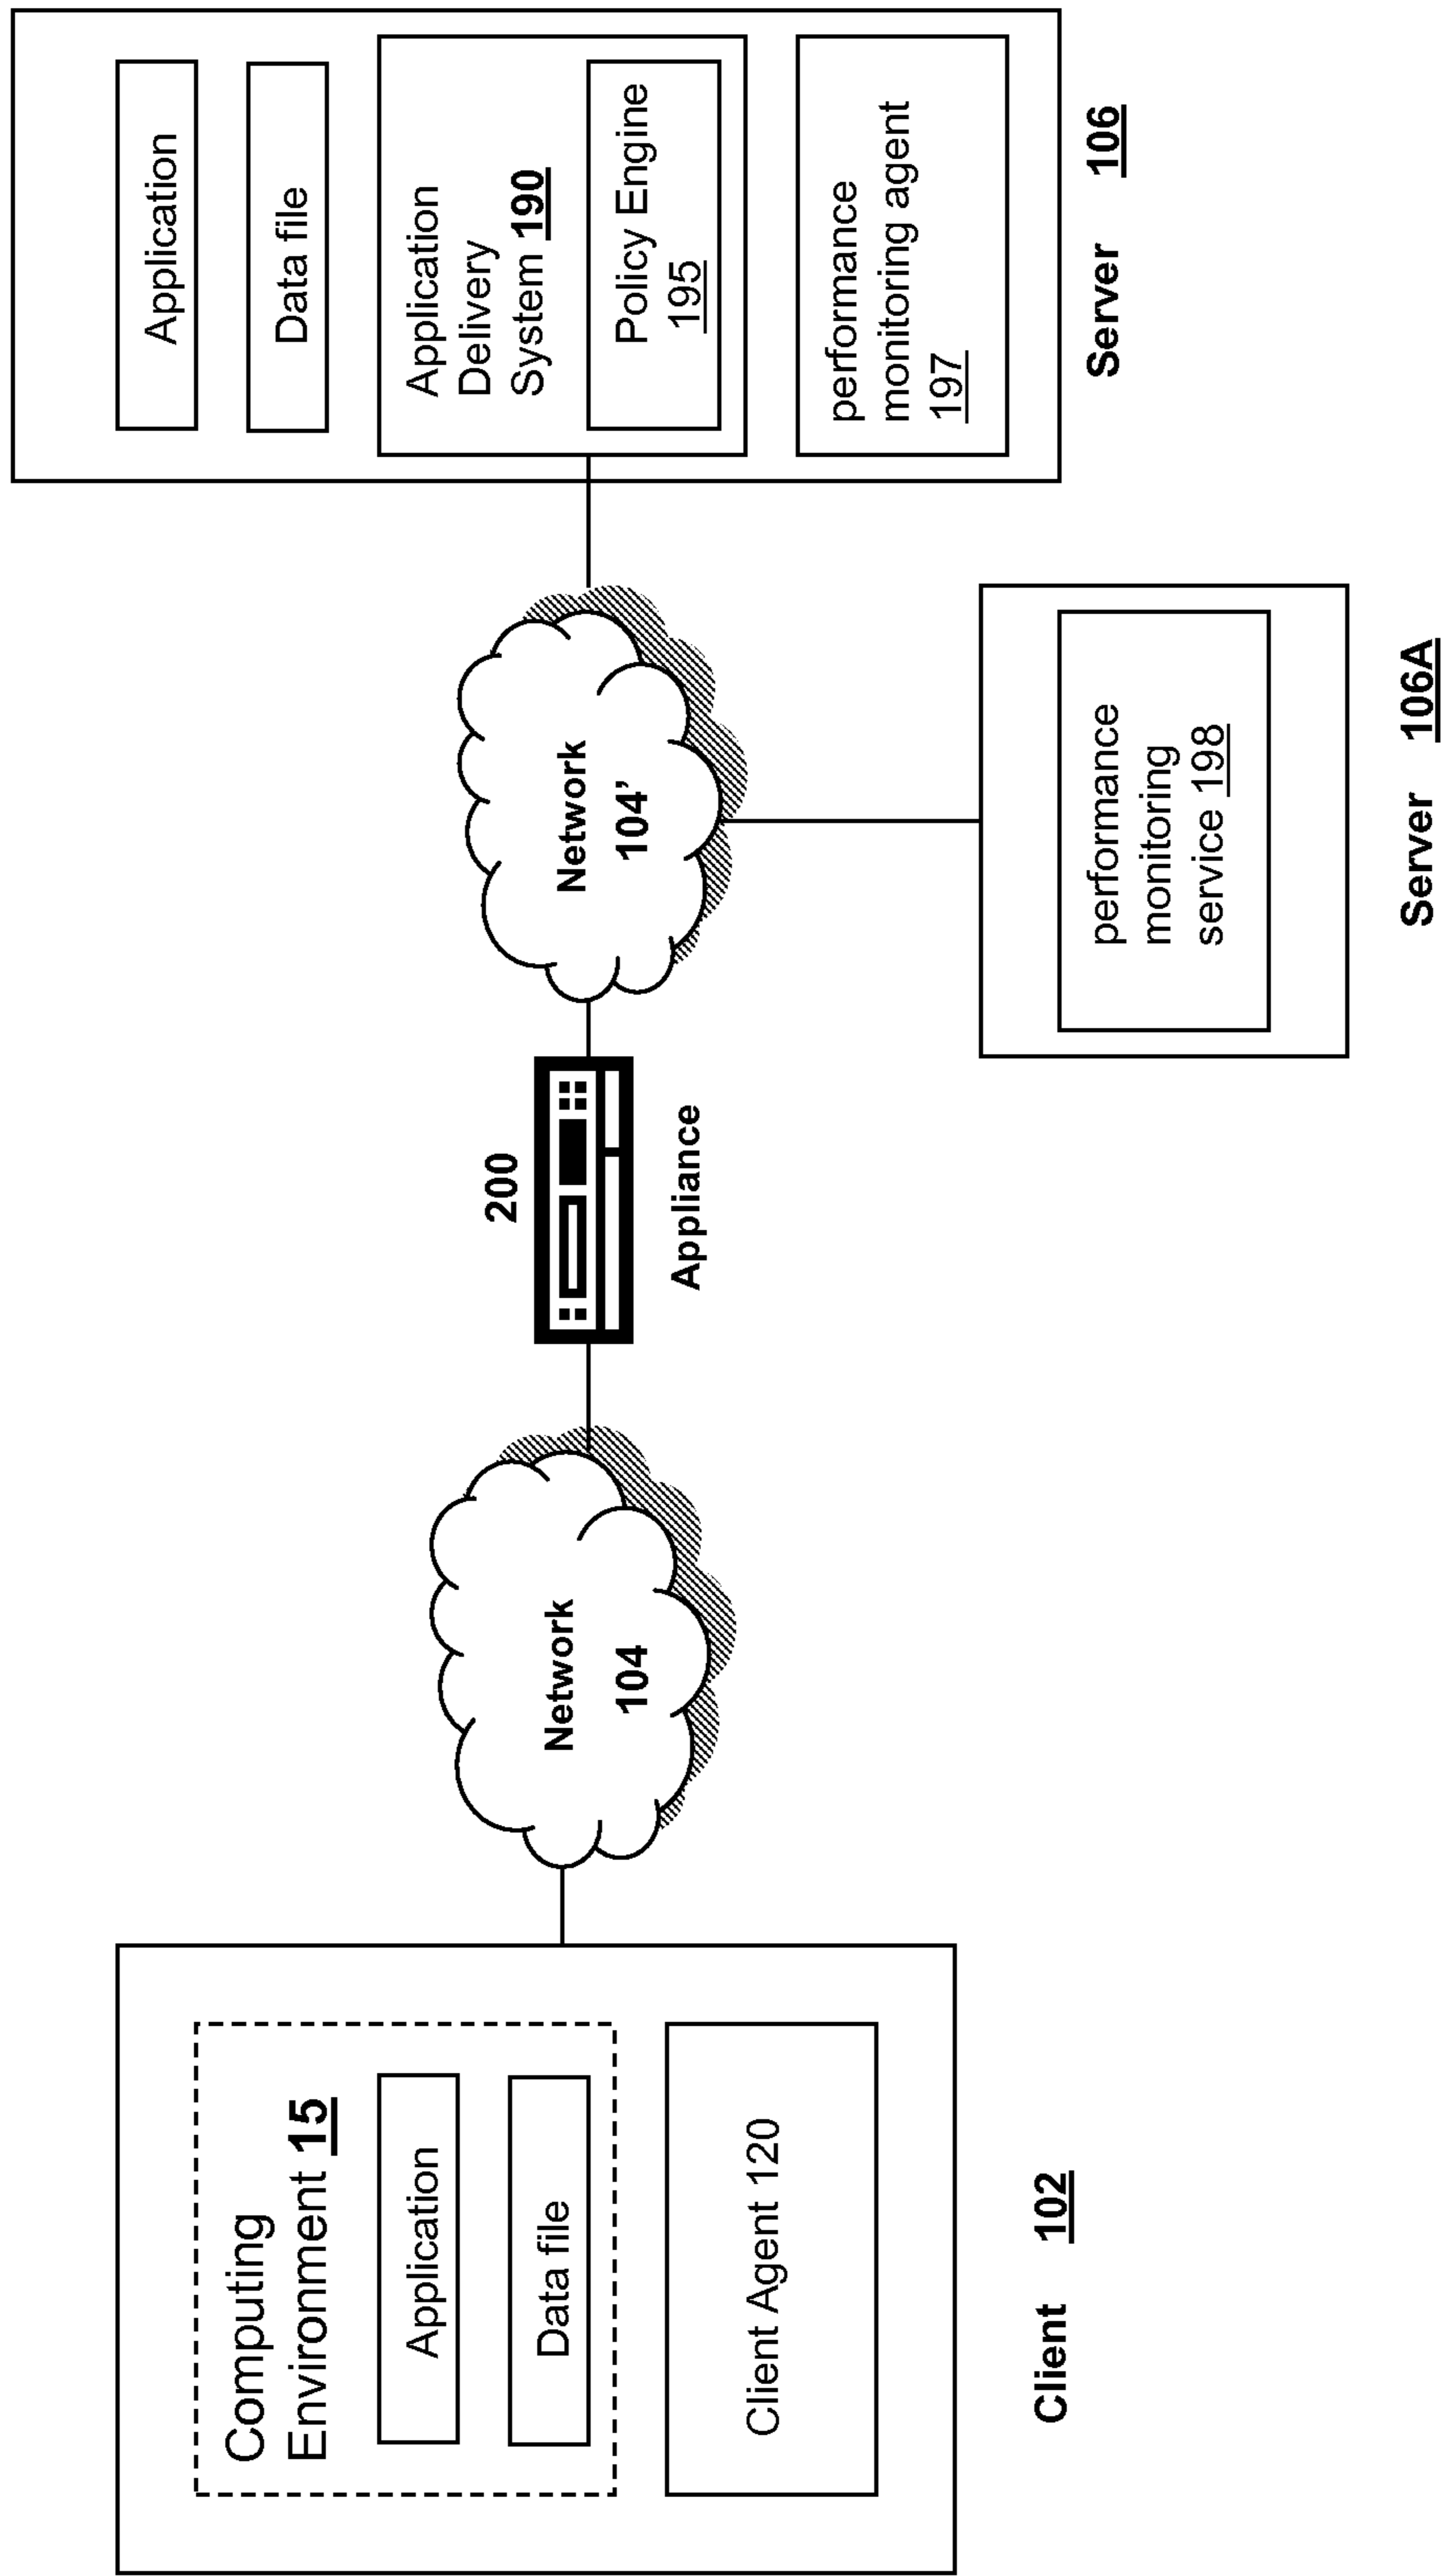 Computing
Environment 15
Application
Data file
Client Agent 120
Client 102
Network
104
200
Appliance
Network
104’
Application
Data file
Application
Delivery
System 190
Policy Engine
195
performance
monitoring agent
197
Server 106
performance
monitoring
service 198
Server 106A